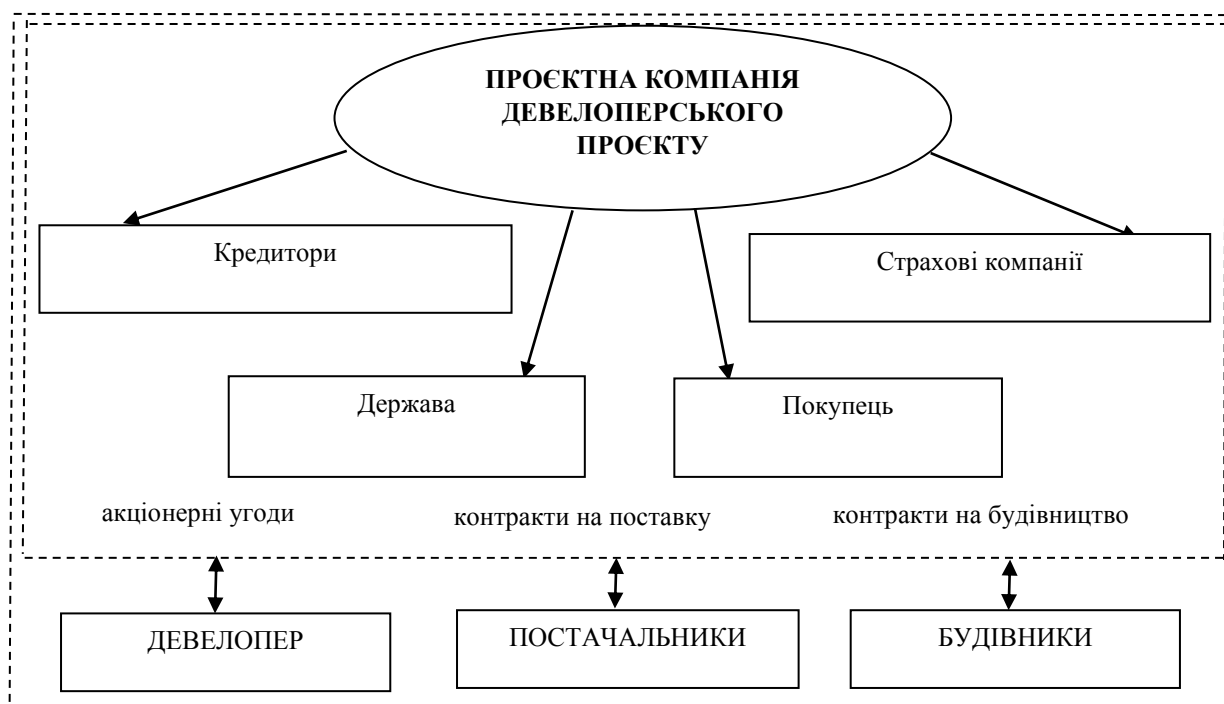 ПРОЄКТНА КОМПАНІЯ
ДЕВЕЛОПЕРСЬКОГО
ПРОЄКТУ
Кредитори
Страхові компанії
Держава
Покупець
акціонерні угоди
контракти на поставку
контракти на будівництво
ДЕВЕЛОПЕР
ПОСТАЧАЛЬНИКИ
БУДІВНИКИ